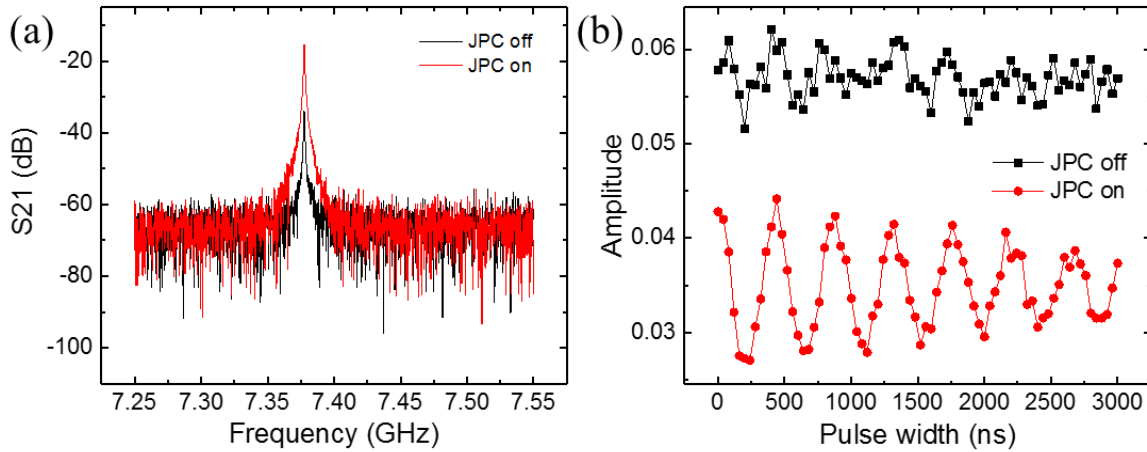 (a)
JPC off
JPC on
-20
-40
-60
-80
-100
S21 (dB)
7.25 7.30 7.35 7.40 7.45 7.50 7.55
Frequency (GHz)
(b)
0.06
0.05
0.04
0.03
Amplitude
JPC off
JPC on
0 500 1000 1500 2000 2500 3000
Pulse width (ns)